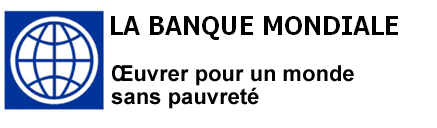 LA BANQUE MONDIALE
Œuvrer pour un monde
sans pauvreté